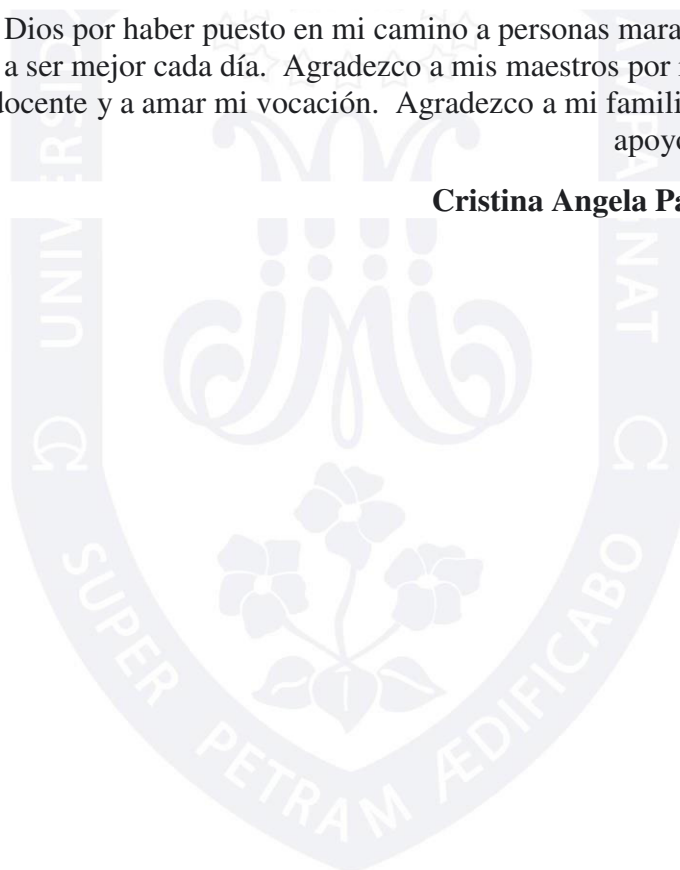 Dios por haber puesto en mi camino a personas mara
a ser mejor cada día. Agradezco a mis maestros por
docente y a amar mi vocación. Agradezco a mi famili
apoyo
Cristina Angela Pa
UNIVERSIDA
SUPER PETRAM ÆDIFICABO